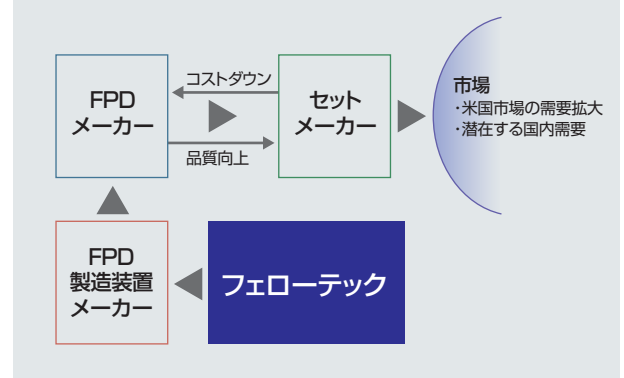 FPD
メーカー
コストダウン
品質向上
セット
メーカー
市場
・米国市場の需要拡大
・潜在する国内需要
FPD
製造装置
メーカー
フェローテック